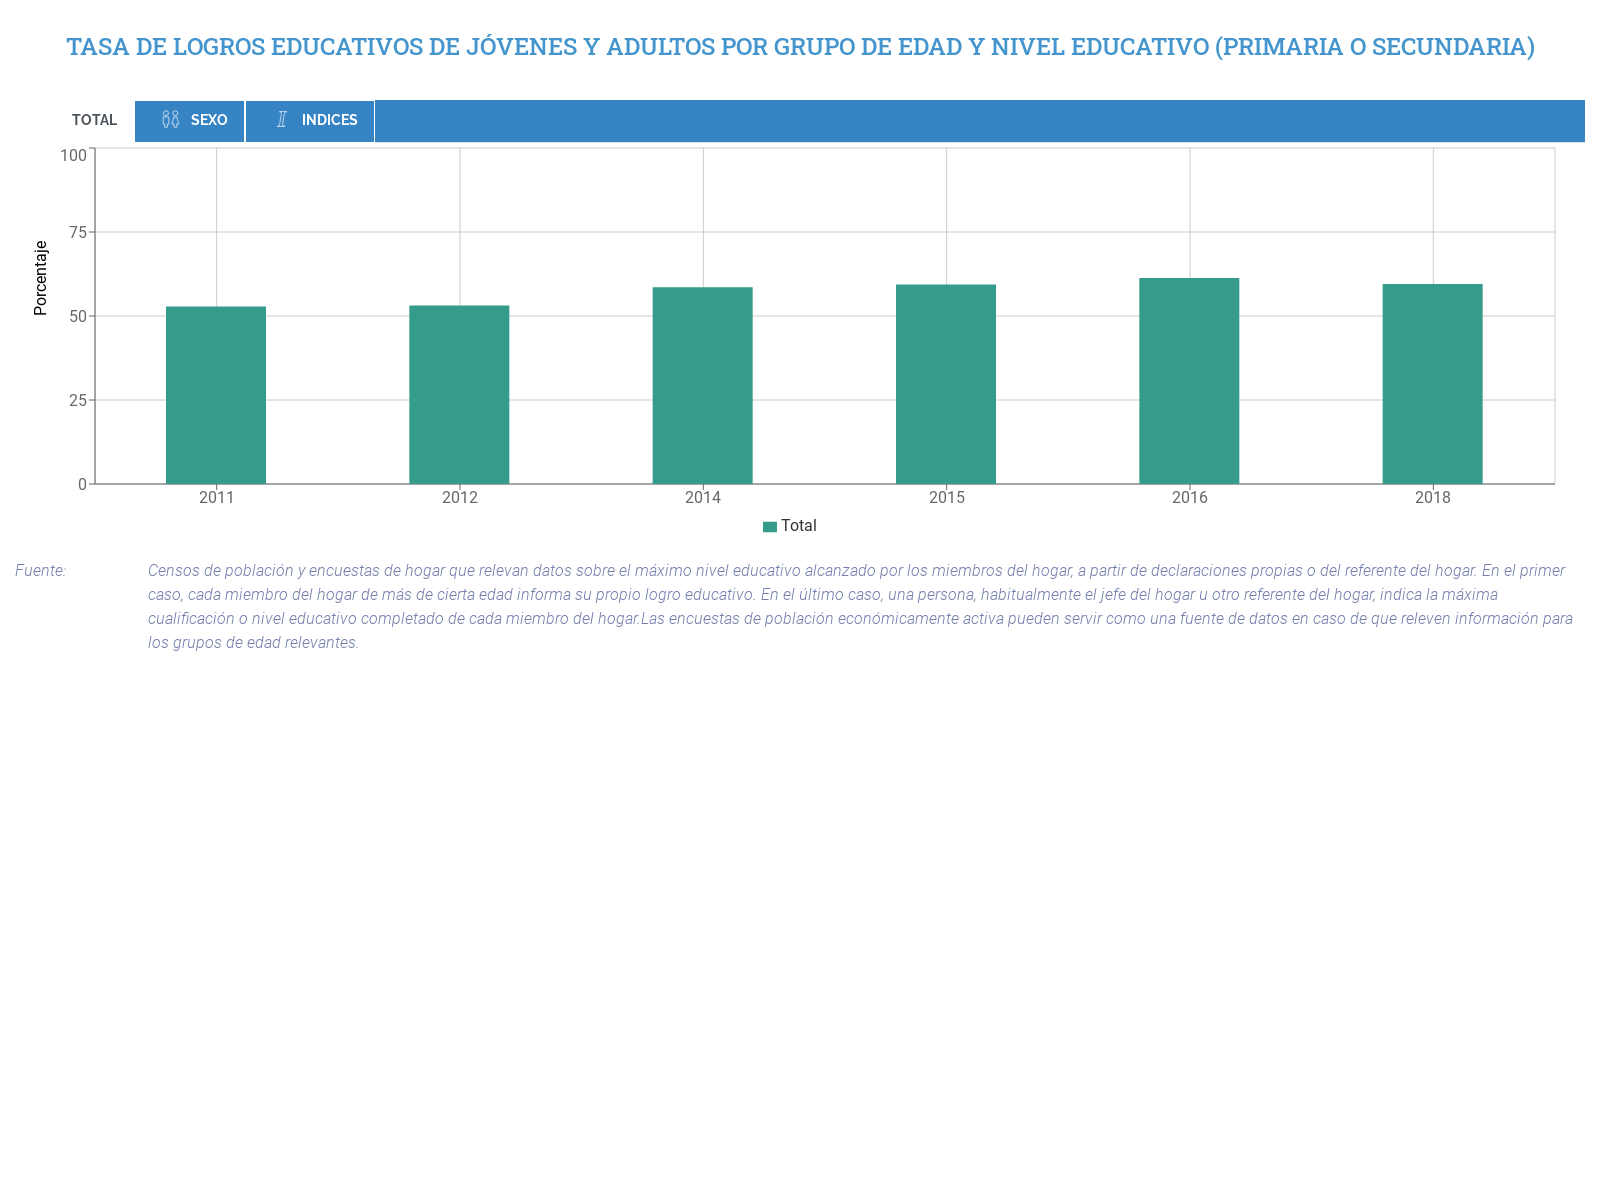 TASA DE LOGROS EDUCATIVOS DE JÓVENES Y ADULTOS POR GRUPO DE EDAD Y NIVEL EDUCATIVO (PRIMARIA O SECUNDARIA)
TOTAL SEXO INDICES
100
75
50
25
0
Porcentaje
2011 2012 2014 2015 2016 2018
Total
Fuente: Censos de población y encuestas de hogar que relevan datos sobre el máximo nivel educativo alcanzado por los miembros del hogar, a partir de declaraciones propias o del referente del hogar. En el primer
caso, cada miembro del hogar de más de cierta edad informa su propio logro educativo. En el último caso, una persona, habitualmente el jefe del hogar u otro referente del hogar, indica la máxima
cualificación o nivel educativo completado de cada miembro del hogar.Las encuestas de población económicamente activa pueden servir como una fuente de datos en caso de que releven información para
los grupos de edad relevantes.